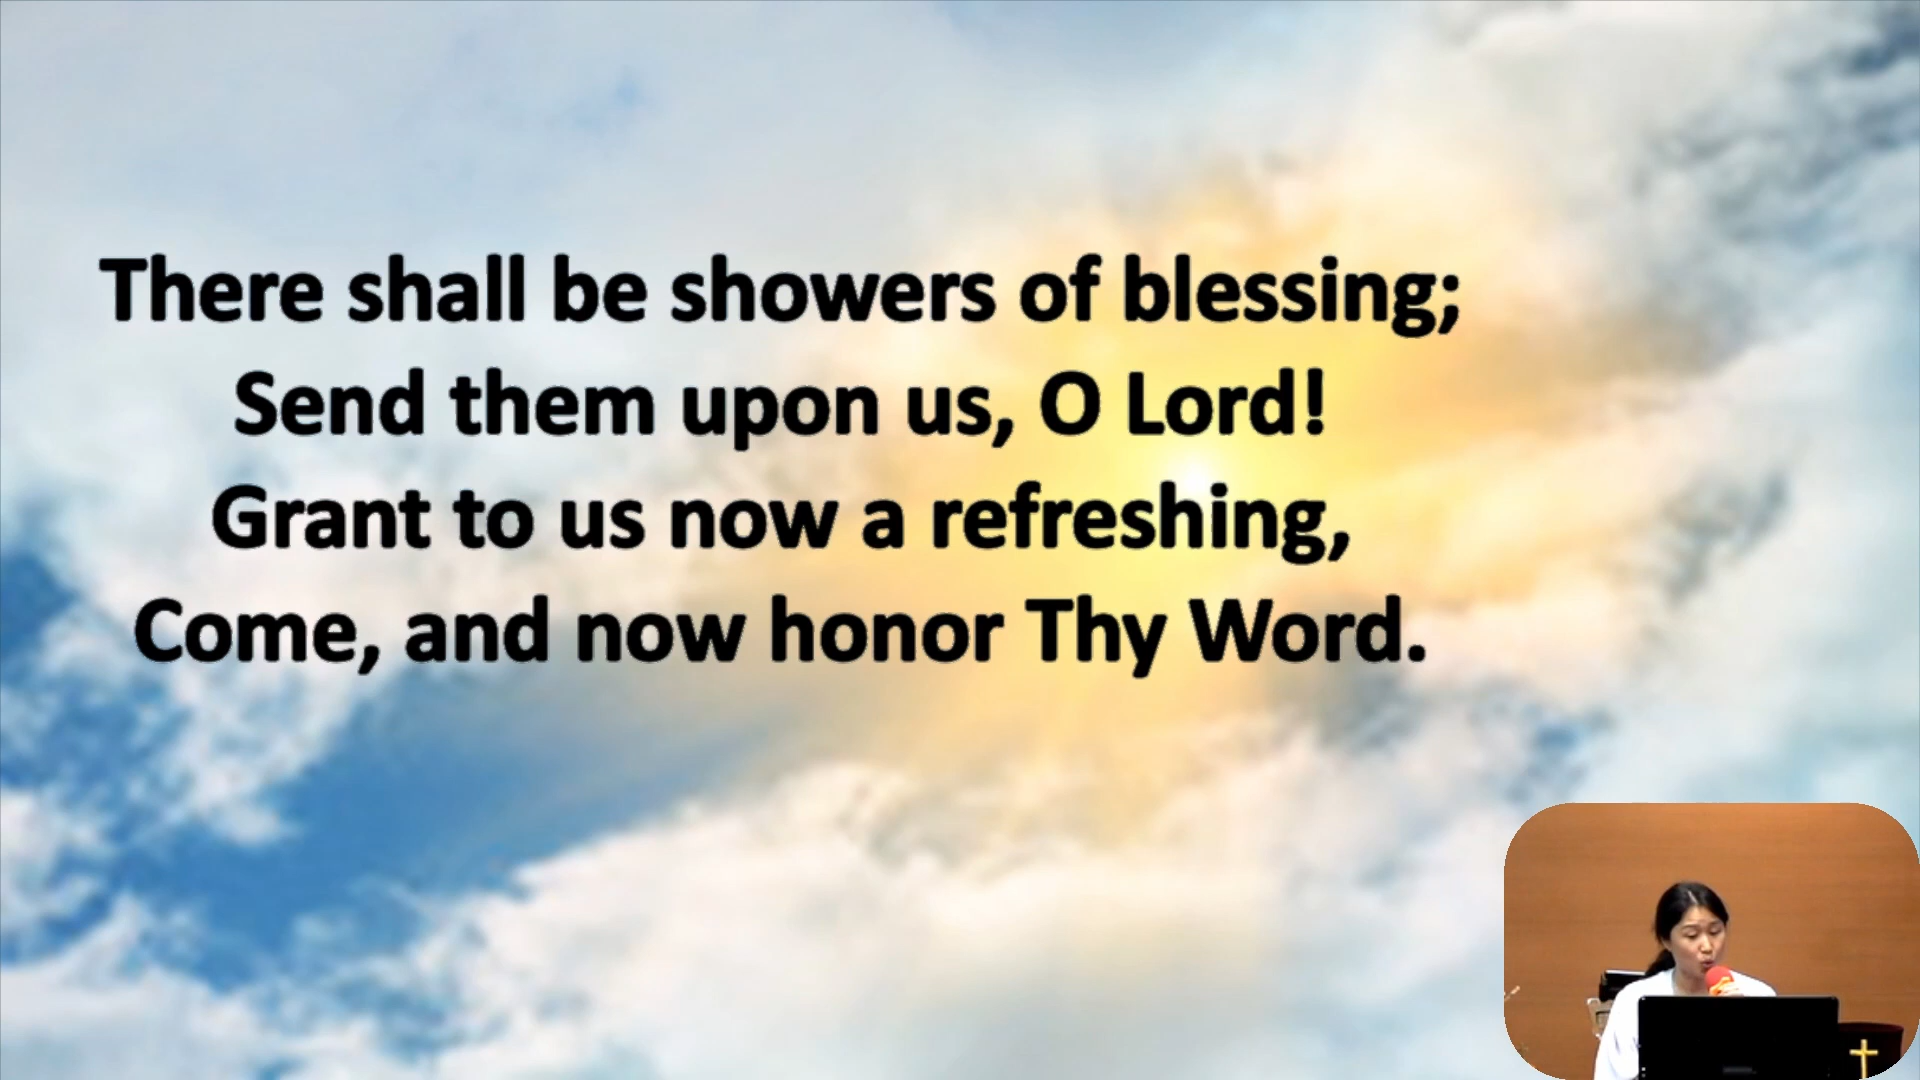 There shall be showers of blessing;
Send them upon us, O Lord!
Grant to us now a refreshing,
Come, and now honor Thy Word.